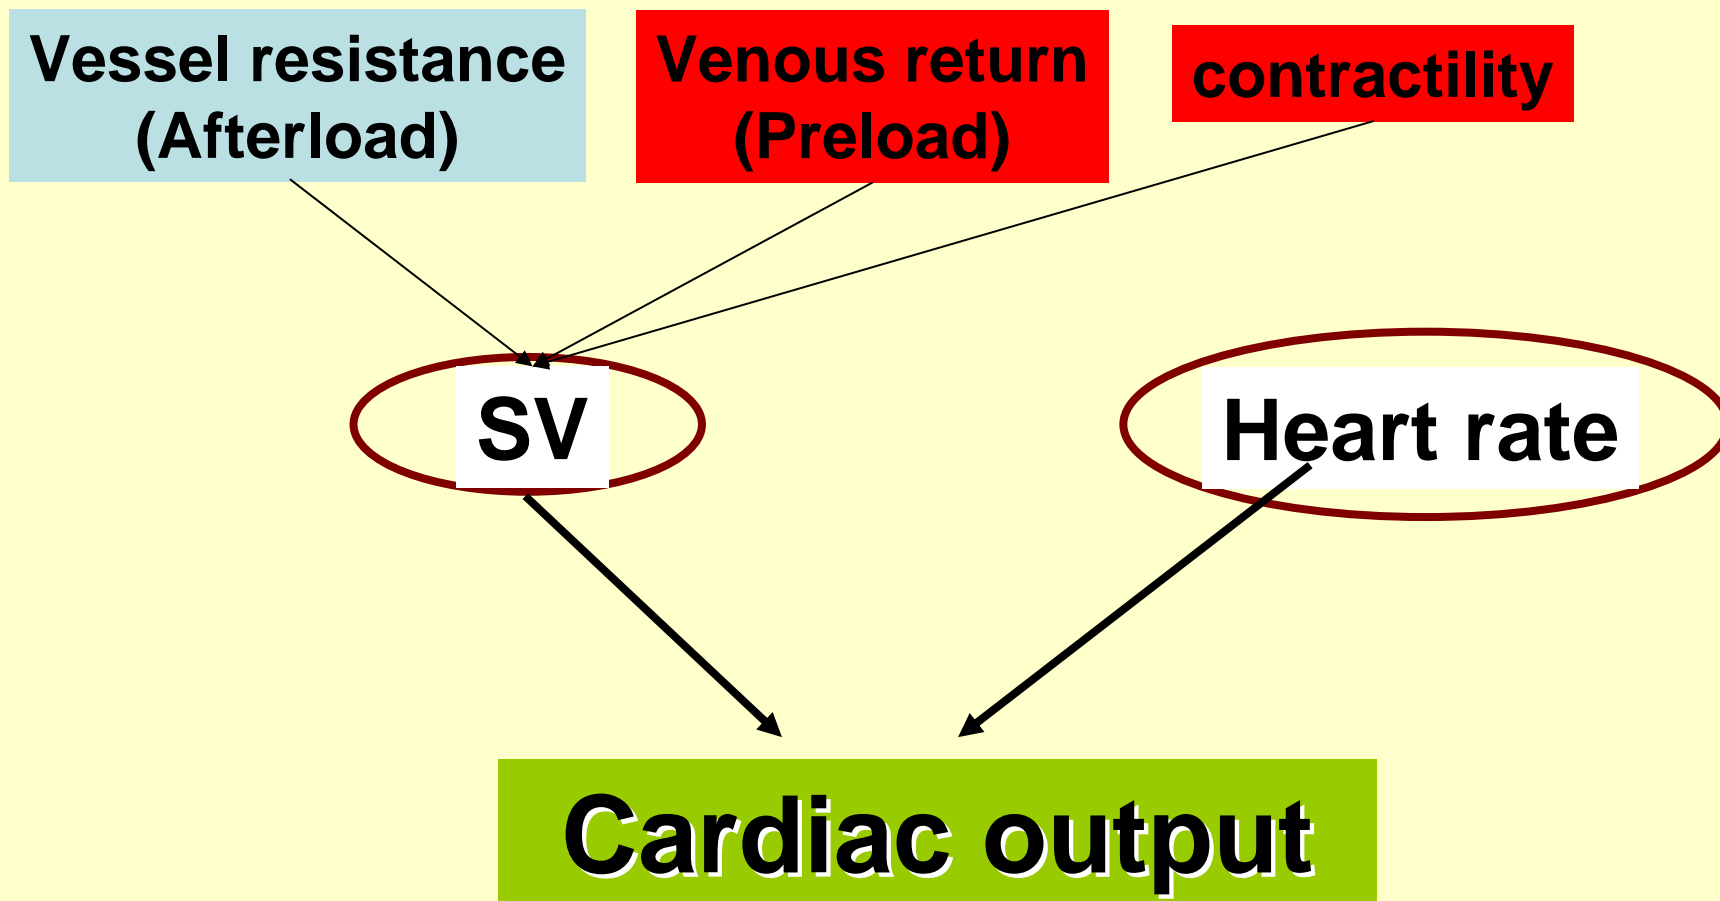 Vessel resistance
(Afterload)
Venous return
(Preload)
contractility
SV
Heart rate
Cardiac output